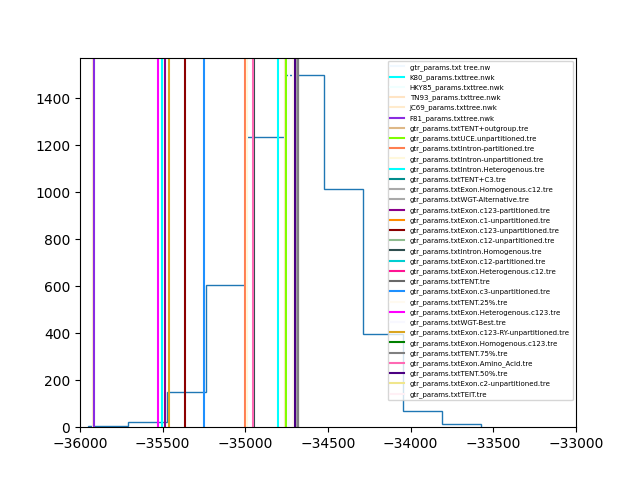 gtr_params.txt tree.nw
K80_params.txttree.nwk
HKY85_params.txttree.nwk
TN93_params.txttree.nwk
JC69_params.txttree.nwk
F81_params.txttree.nwk
gtr_params.txtTENT+outgroup.tre
gtr_params.txtUCE.unpartitioned.tre
gtr_params.txtIntron-partitioned.tre
gtr_params.txtIntron-unpartitioned.tre
gtr_params.txtIntron.Heterogenous.tre
gtr_params.txtTENT+C3.tre
gtr_params.txtExon.Homogenous.c12.tre
gtr_params.txtWGT-Alternative.tre
gtr_params.txtExon.c123-partitioned.tre
gtr_params.txtExon.c1-unpartitioned.tre
gtr_params.txtExon.c123-unpartitioned.tre
gtr_params.txtExon.c12-unpartitioned.tre
gtr_params.txtIntron.Homogenous.tre
gtr_params.txtExon.c12-partitioned.tre
gtr_params.txtExon.Heterogenous.c12.tre
gtr_params.txtTENT.tre
gtr_params.txtExon.c3-unpartitioned.tre
gtr_params.txtTENT.25%.tre
gtr_params.txtExon.Heterogenous.c123.tre
gtr_params.txtWGT-Best.tre
gtr_params.txtExon.c123-RY-unpartitioned.tre
gtr_params.txtExon.Homogenous.c123.tre
gtr_params.txtTENT.75%.tre
gtr_params.txtExon.Amino_Acid.tre
gtr_params.txtTENT.50%.tre
gtr_params.txtExon.c2-unpartitioned.tre
gtr_params.txtTEIT.tre
1400
1200
1000
800
600
400
200
0
−36000 −35500 −35000 −34500 −34000 −33500 −33000